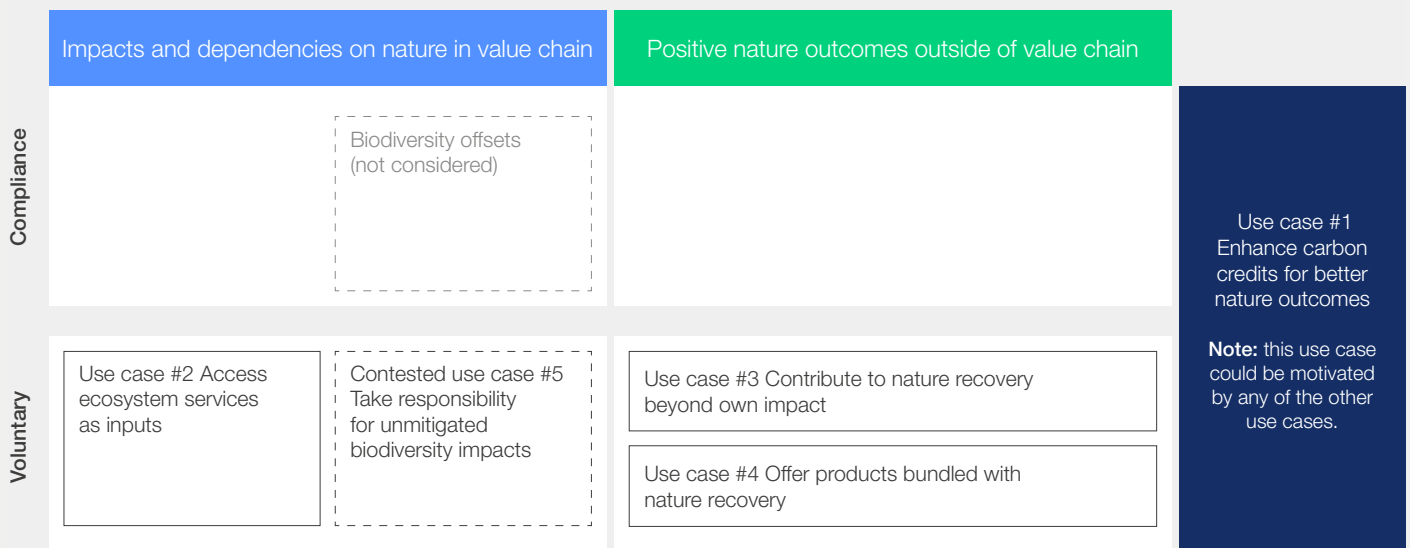 Impacts and dependencies on nature in value chain
Positive nature outcomes outside of value chain
Compliance
Biodiversity offsets
(not considered)
Voluntary
Use case #2 Access
ecosystem services
as inputs
Contested use case #5
Take responsibility
for unmitigated
biodiversity impacts
Use case #3 Contribute to nature recovery
beyond own impact
Use case #4 Offer products bundled with
nature recovery
Use case #1
Enhance carbon
credits for better
nature outcomes
Note: this use case
could be motivated
by any of the other
use cases.